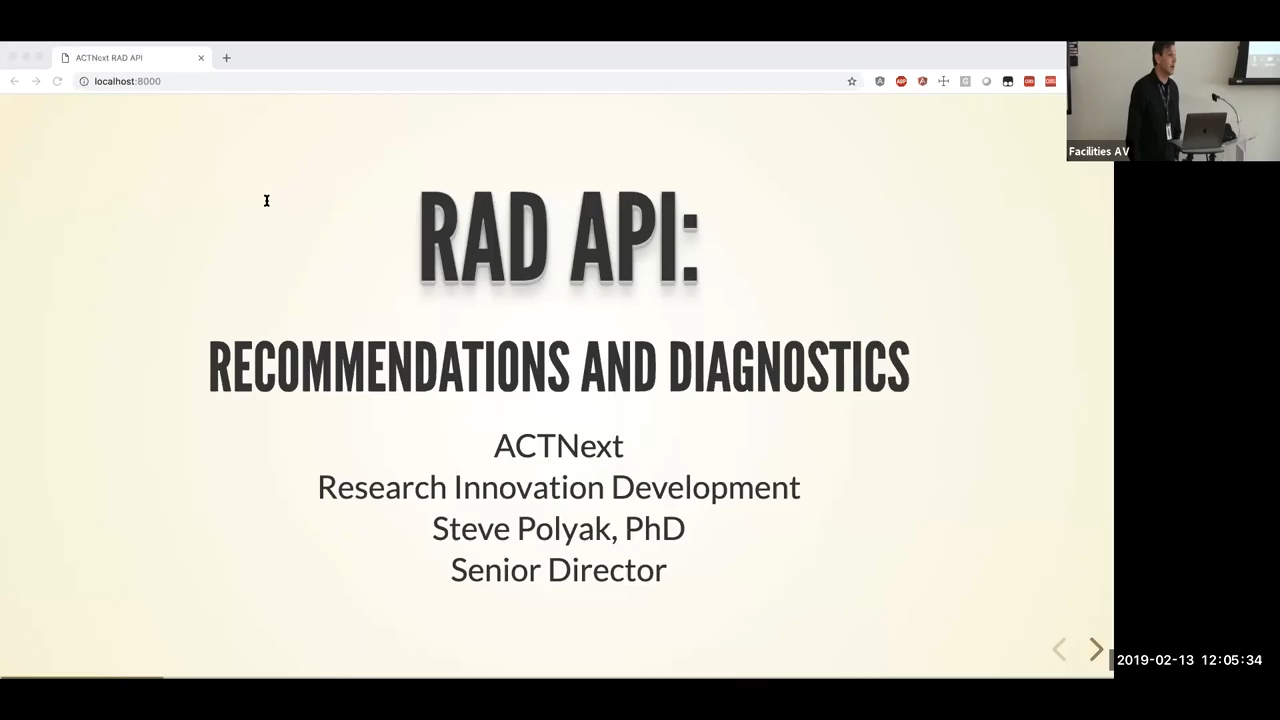 ACTNext RAD API
localhost:8000
Facilities AV
RAD API:
RECOMMENDATIONS AND DIAGNOSTICS
ACTNext
Research Innovation Development
Steve Polyak, PhD
Senior Director
2019-02-13 12:05:34